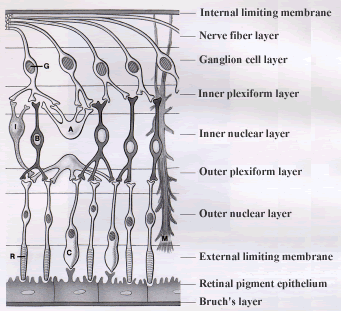 Internal limiting membrane
Nerve fiber layer
Ganglion cell layer
G
Inner plexiform layer
A
I
B
Inner nuclear layer
Outer plexiform layer
Outer nuclear layer
M
R
C
External limiting membrane
Retinal pigment epithelium
Bruch's layer